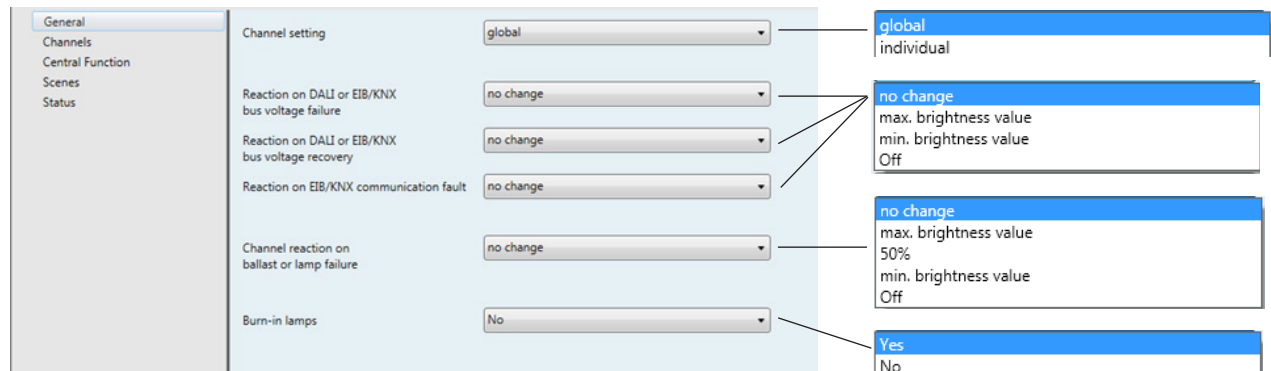 General
Channels
Central Function
Scenes
Status
Channel setting
global
Reaction on DALI or EIB/KNX
bus voltage failure
no change
Reaction on DALI or EIB/KNX
bus voltage recovery
no change
Reaction on EIB/KNX communication fault
no change
Channel reaction on
ballast or lamp failure
no change
Burn-in lamps
No
global
individual
no change
max. brightness value
min. brightness value
Off
no change
max. brightness value
50%
min. brightness value
Off
Yes
No